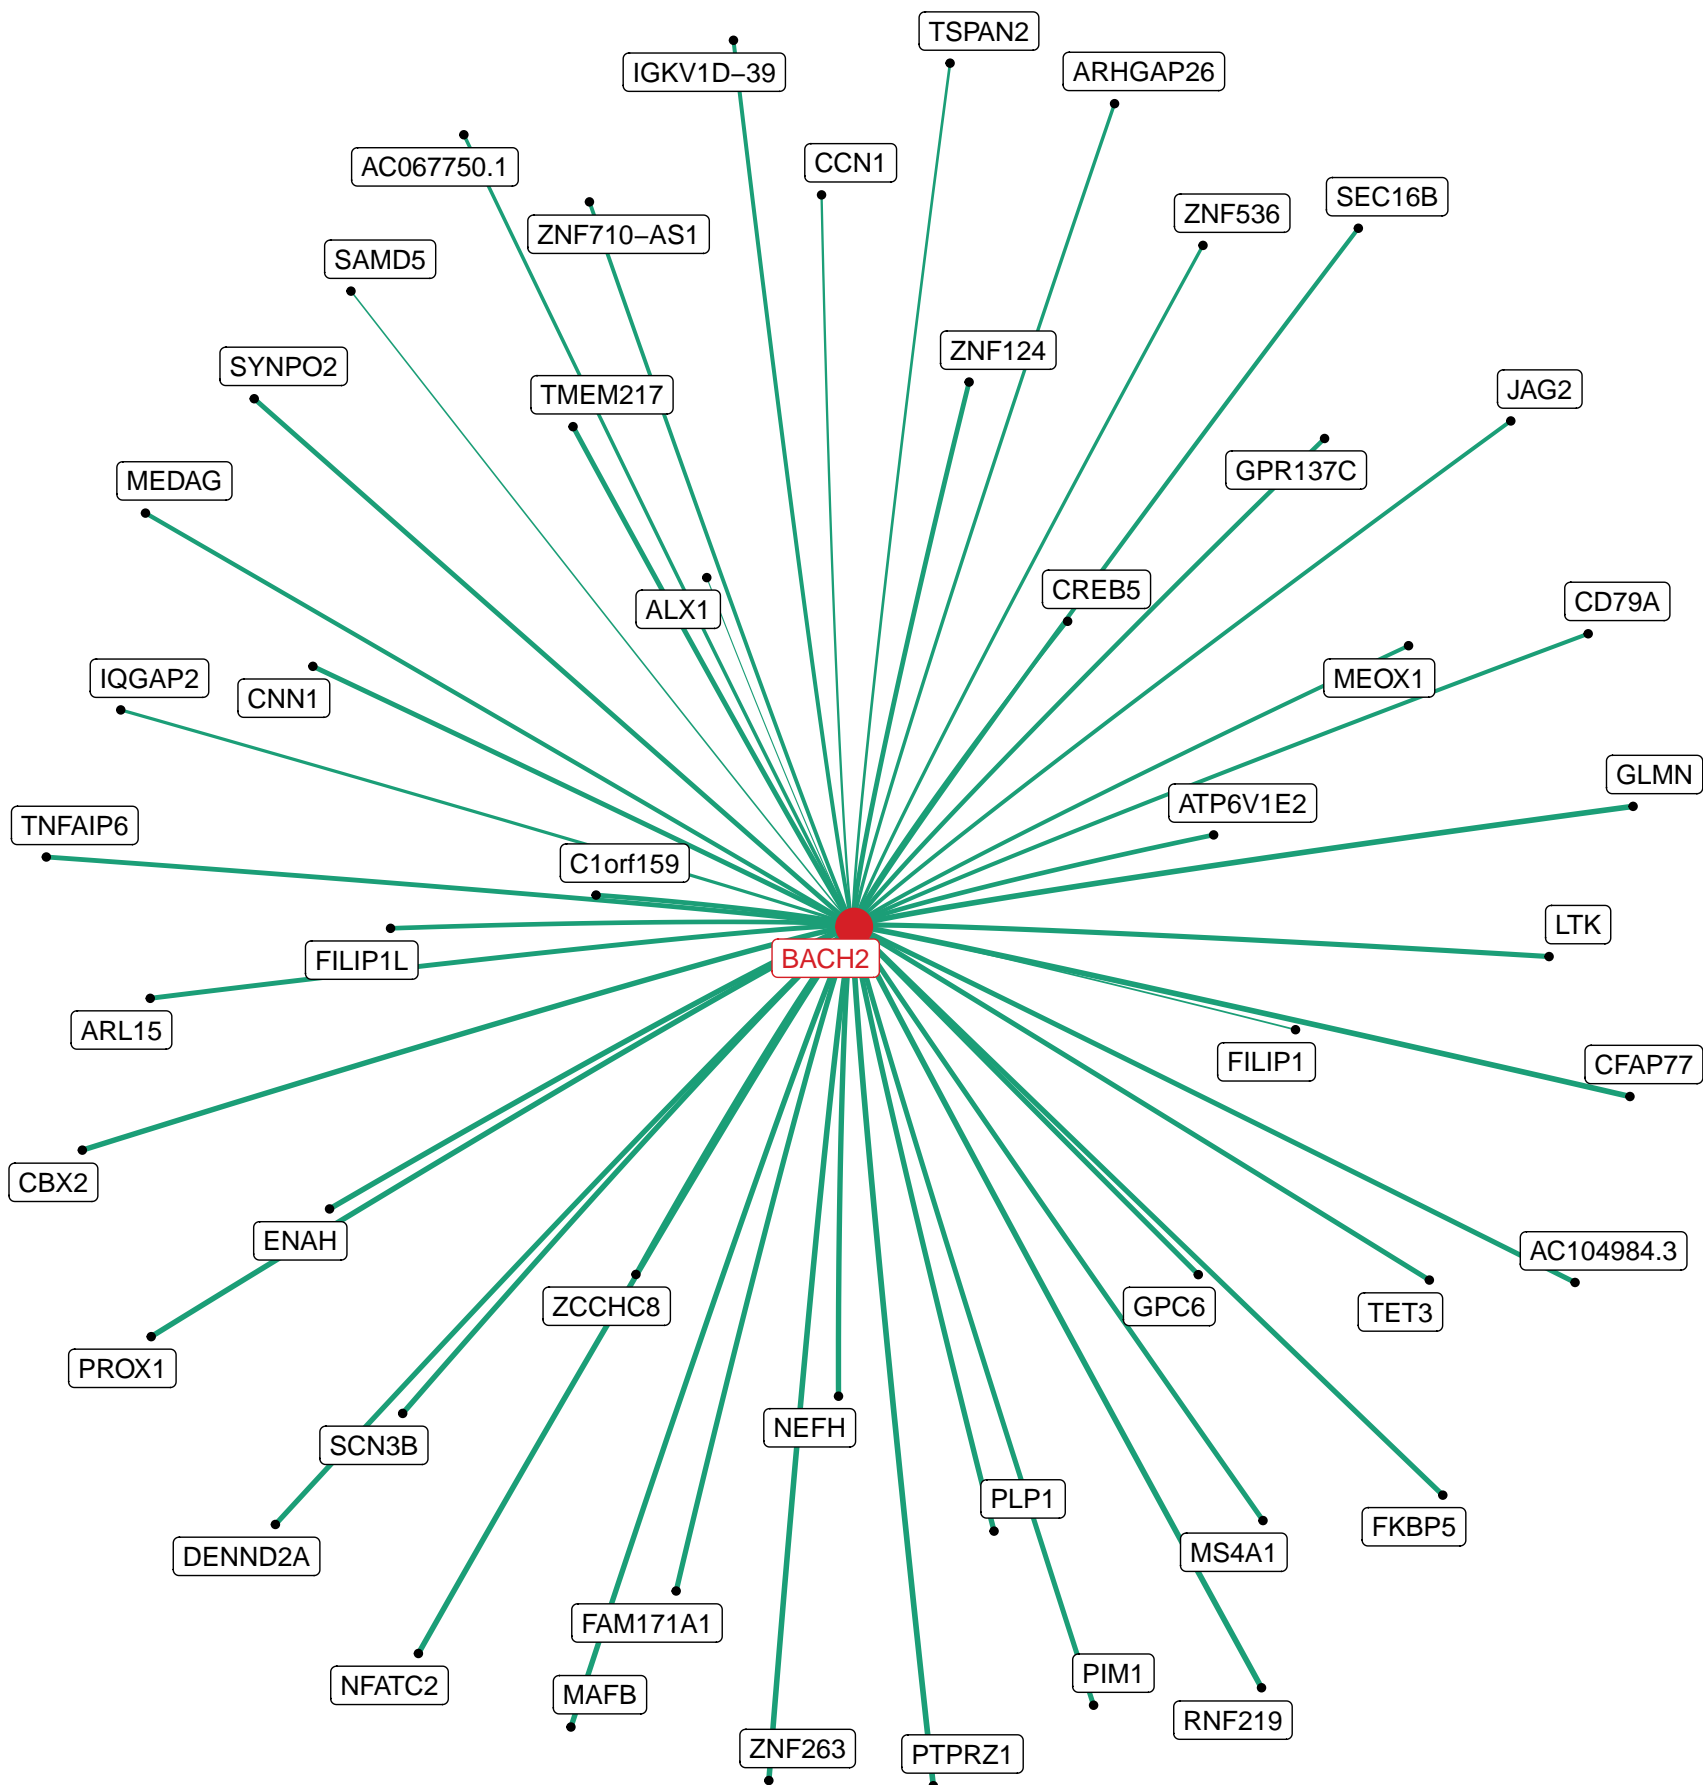 TSPAN2
IGKV1D−39
ARHGAP26
AC067750.1
CCN1
SEC16B
ZNF536
ZNF710−AS1
SAMD5
ZNF124
SYNPO2
TMEM217
JAG2
GPR137C
MEDAG
CREB5
CD79A
ALX1
IQGAP2
MEOX1
CNN1
GLMN
ATP6V1E2
TNFAIP6
C1orf159
LTK
BACH2
FILIP1L
ARL15
FILIP1
CFAP77
CBX2
ENAH
AC104984.3
ZCCHC8
GPC6
TET3
PROX1
NEFH
SCN3B
PLP1
FKBP5
MS4A1
DENND2A
FAM171A1
PIM1
NFATC2
MAFB
RNF219
ZNF263
PTPRZ1